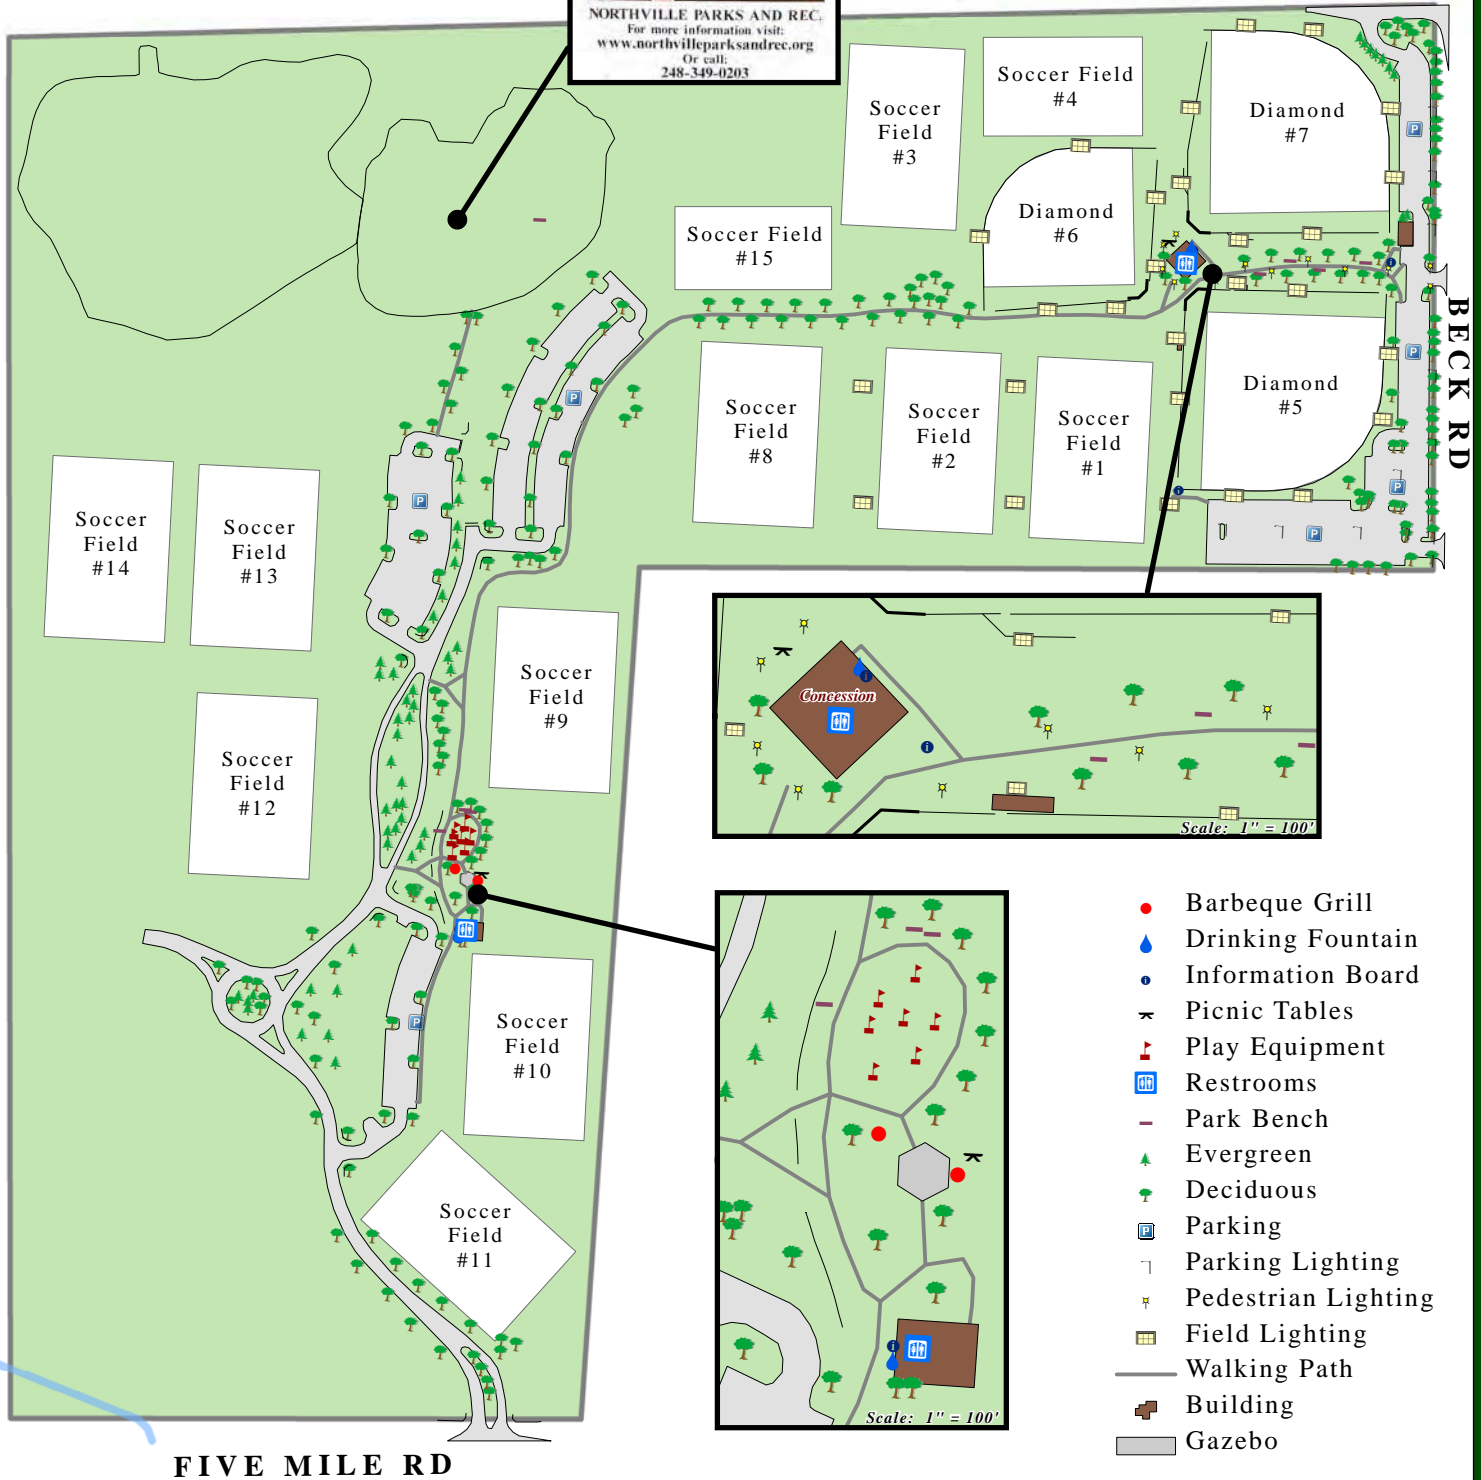 NORTHVILLE PARKS AND REC.
For more information visit:
www.northvilleparksandrec.org
Or call:
248-349-0203
Soccer
Field
#3
Soccer Field
#4
Diamond
#7
Diamond
#6
Soccer Field
#15
Diamond
#5
BECK RD
Soccer
Field
#8
Soccer
Field
#2
Soccer
Field
#1
Soccer
Field
#14
Soccer
Field
#13
Soccer
Field
#9
Soccer
Field
#12
Soccer
Field
#10
Soccer
Field
#11
Concession
Scale: 1" = 100'
Scale: 1" = 100'
Barbeque Grill
Drinking Fountain
Information Board
Picnic Tables
Play Equipment
Restrooms
Park Bench
Evergreen
Deciduous
P Parking
Parking Lighting
Pedestrian Lighting
Field Lighting
Walking Path
Building
Gazebo
FIVE MILE RD